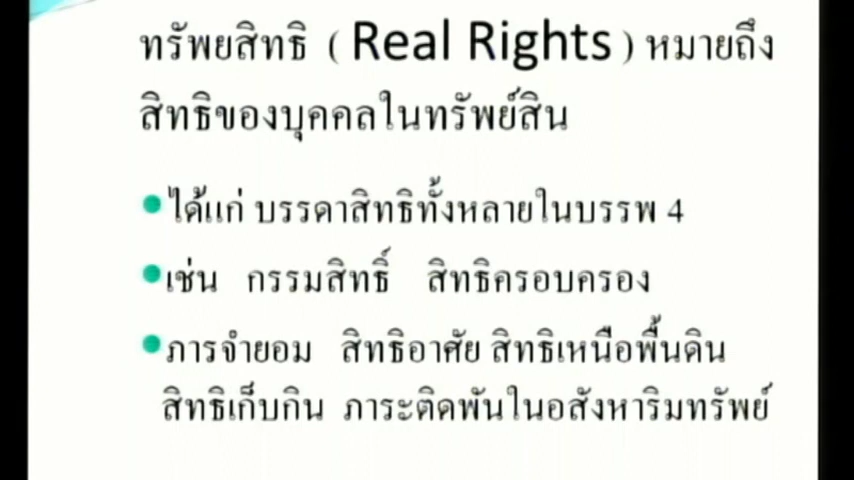 ทรัพยสิทธิ ( Real Rights ) หมายถึง
สิทธิของบุคคลในทรัพย์สิน
ได้แก่ บรรดาสิทธิทั้งหลายในบรรพ 4
เช่น กรรมสิทธิ์ สิทธิครอบครอง
ภารจำยอม สิทธิอาศัย สิทธิเหนือพื้นดิน
สิทธิเก็บกิน ภาระติดพันในอสังหาริมทรัพย์